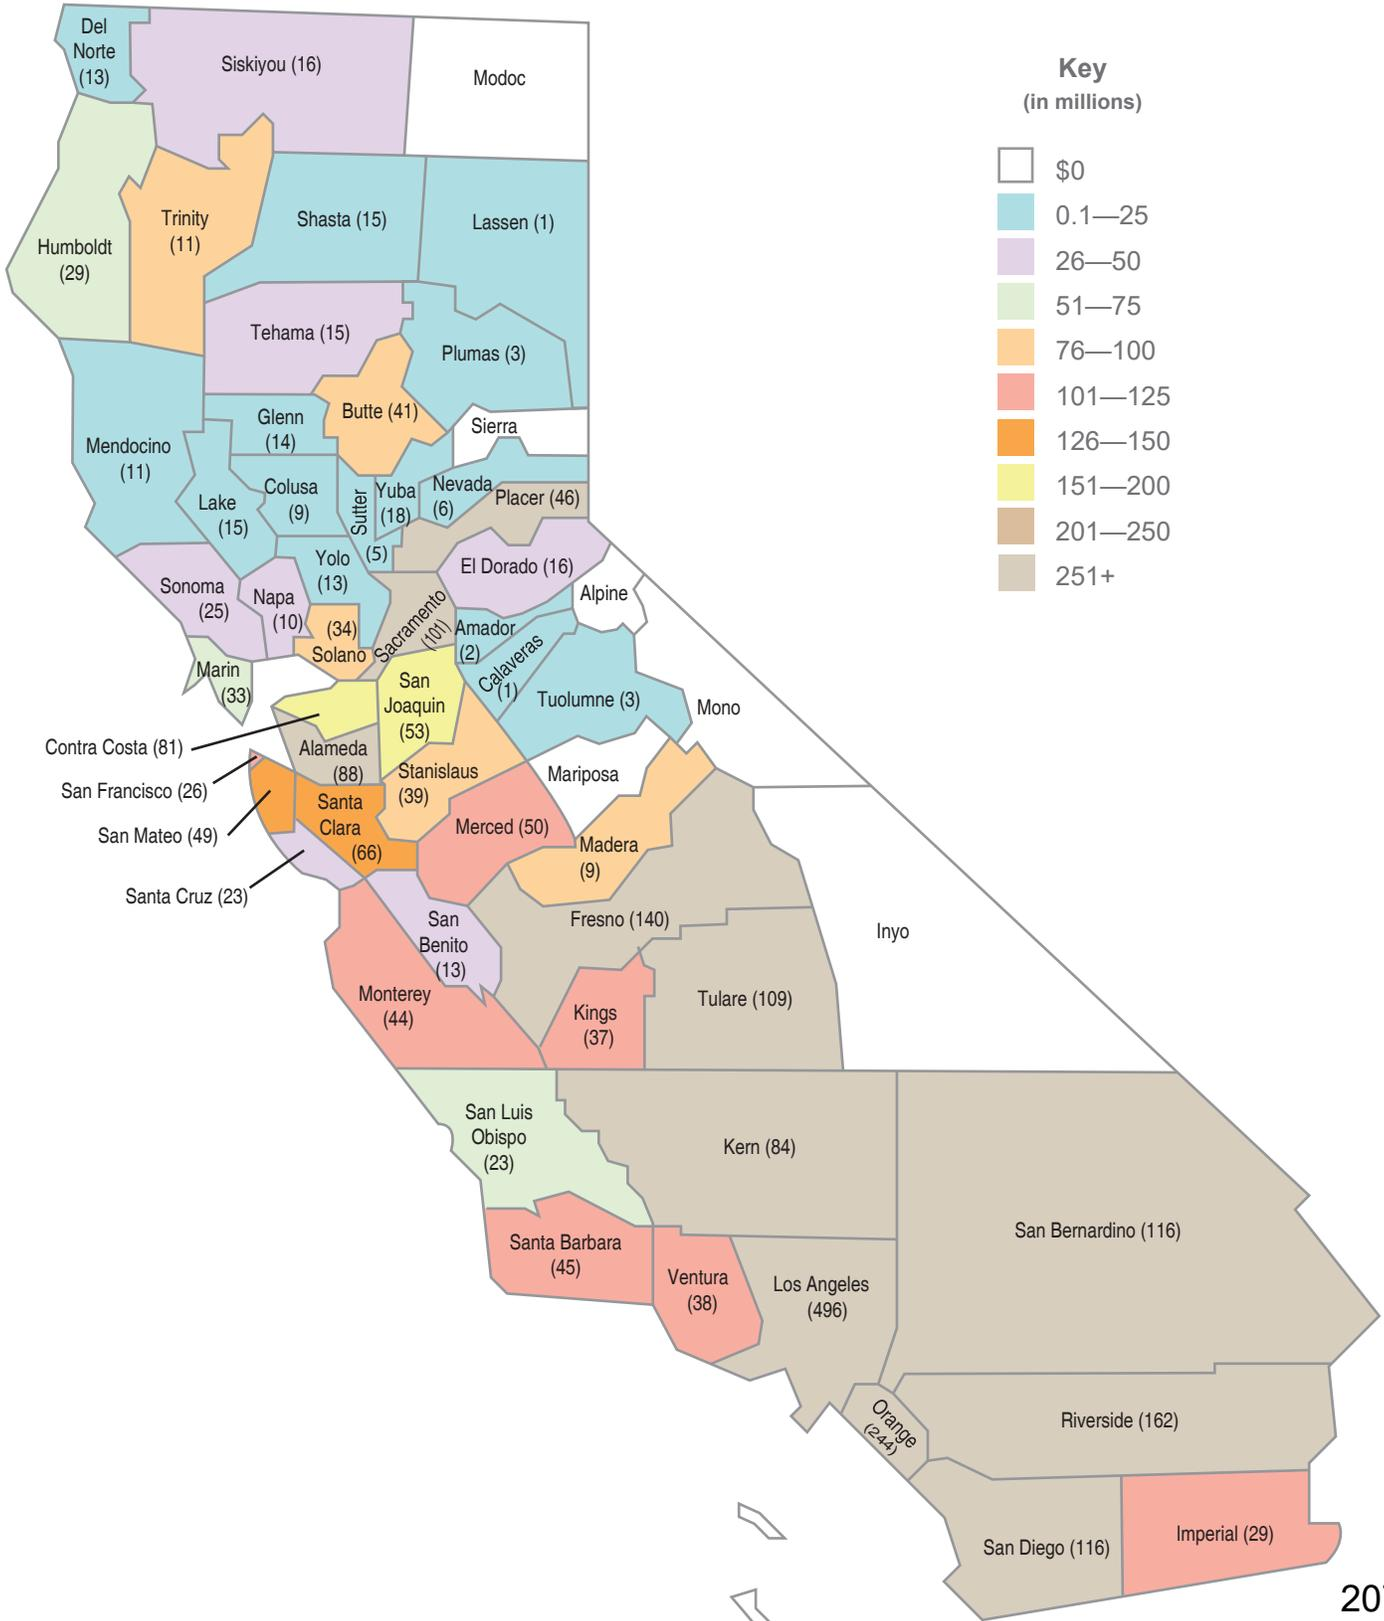 Key
(in millions)
$0
0.1—25
26—50
51—75
76—100
101—125
126—150
151—200
201—250
251+
Del
Norte
(13)
Siskiyou (16)
Modoc
Humboldt
(29)
Trinity
(11)
Shasta (15)
Lassen (1)
Tehama (15)
Plumas (3)
Mendocino
(11)
Glenn
(14)
Butte (41)
Sierra
Lake
(15)
Colusa
(9)
Sutter
(5)
Yuba
(18)
Nevada
(6)
Placer (46)
Sonoma
(25)
Napa
(10)
Yolo
(13)
El Dorado (16)
Alpine
(34)
Solano
Sacramento
(101)
Amador
(2)
Calaveras
(1)
Tuolumne (3)
Mono
Marin
(33)
San
Joaquin
(53)
Contra Costa (81)
Alameda
(88)
Stanislaus
(39)
Mariposa
San Francisco (26)
San Mateo (49)
Santa
Clara
(66)
Merced (50)
Madera
(9)
Santa Cruz (23)
San
Benito
(13)
Fresno (140)
Inyo
Monterey
(44)
Kings
(37)
Tulare (109)
San Luis
Obispo
(23)
Kern (84)
San Bernardino (116)
Santa Barbara
(45)
Ventura
(38)
Los Angeles
(496)
Orange
(244)
Riverside (162)
San Diego (116)
Imperial (29)
20